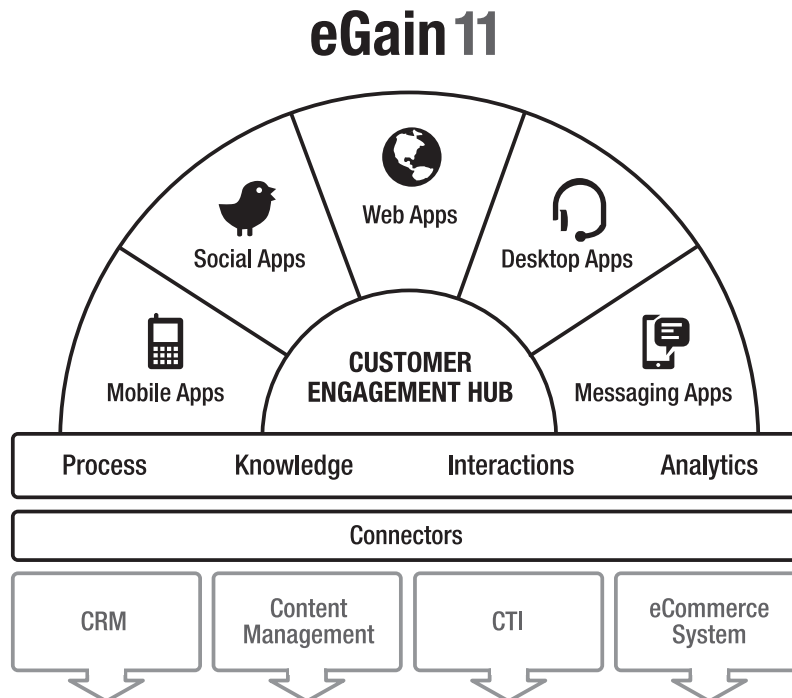 eGain 11
Web Apps
Social Apps
Desktop Apps
Mobile Apps
CUSTOMER
ENGAGEMENT HUB
Messaging Apps
Process Knowledge Interactions Analytics
Connectors
CRM
Content
Management
CTI
eCommerce
System